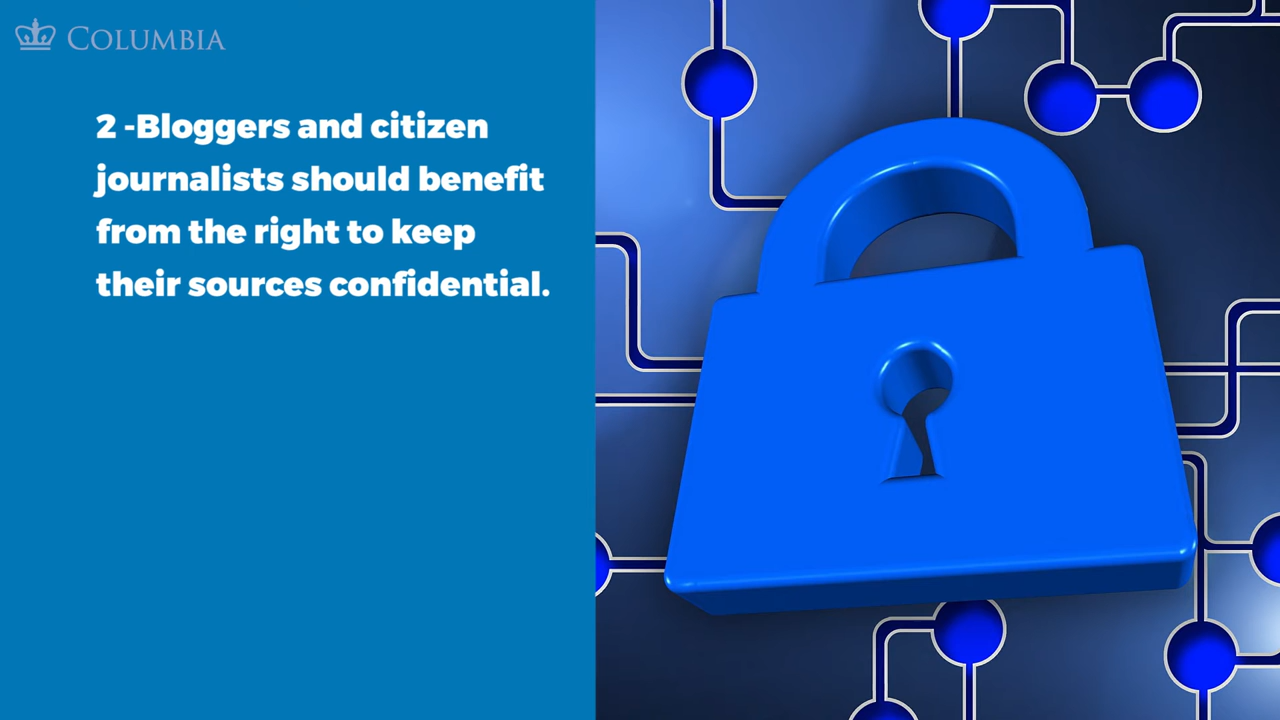 COLUMBIA
2 -Bloggers and citizen
journalists should benefit
from the right to keep
their sources confidential.